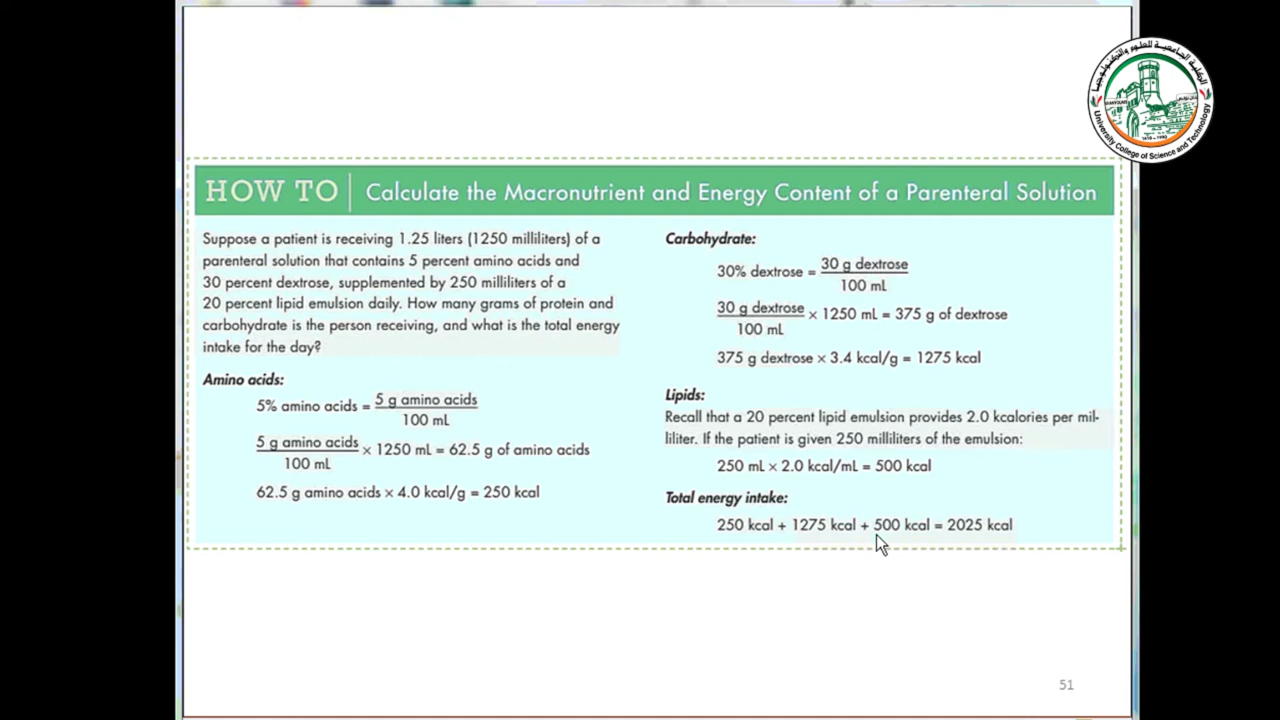 HOW TO | Calculate the Macronutrient and Energy Content of a Parenteral Solution
Suppose a patient is receiving 1.25 liters (1250 milliliters) of a
parenteral solution that contains 5 percent amino acids and
30 percent dextrose, supplemented by 250 milliliters of a
20 percent lipid emulsion daily. How many grams of protein and
carbohydrate is the person receiving, and what is the total energy
intake for the day?
Amino acids:
5% amino acids = 5 g amino acids / 100 mL
5 g amino acids / 100 mL × 1250 mL = 62.5 g of amino acids
62.5 g amino acids × 4.0 kcal/g = 250 kcal
Carbohydrate:
30% dextrose = 30 g dextrose / 100 mL
30 g dextrose / 100 mL × 1250 mL = 375 g of dextrose
375 g dextrose × 3.4 kcal/g = 1275 kcal
Lipids:
Recall that a 20 percent lipid emulsion provides 2.0 kcalories per mil-
liliter. If the patient is given 250 milliliters of the emulsion:
250 mL × 2.0 kcal/mL = 500 kcal
Total energy intake:
250 kcal + 1275 kcal + 500 kcal = 2025 kcal
51
الكلية الجامعية للعلوم والتكنولوجيا
University College of Science and Technology